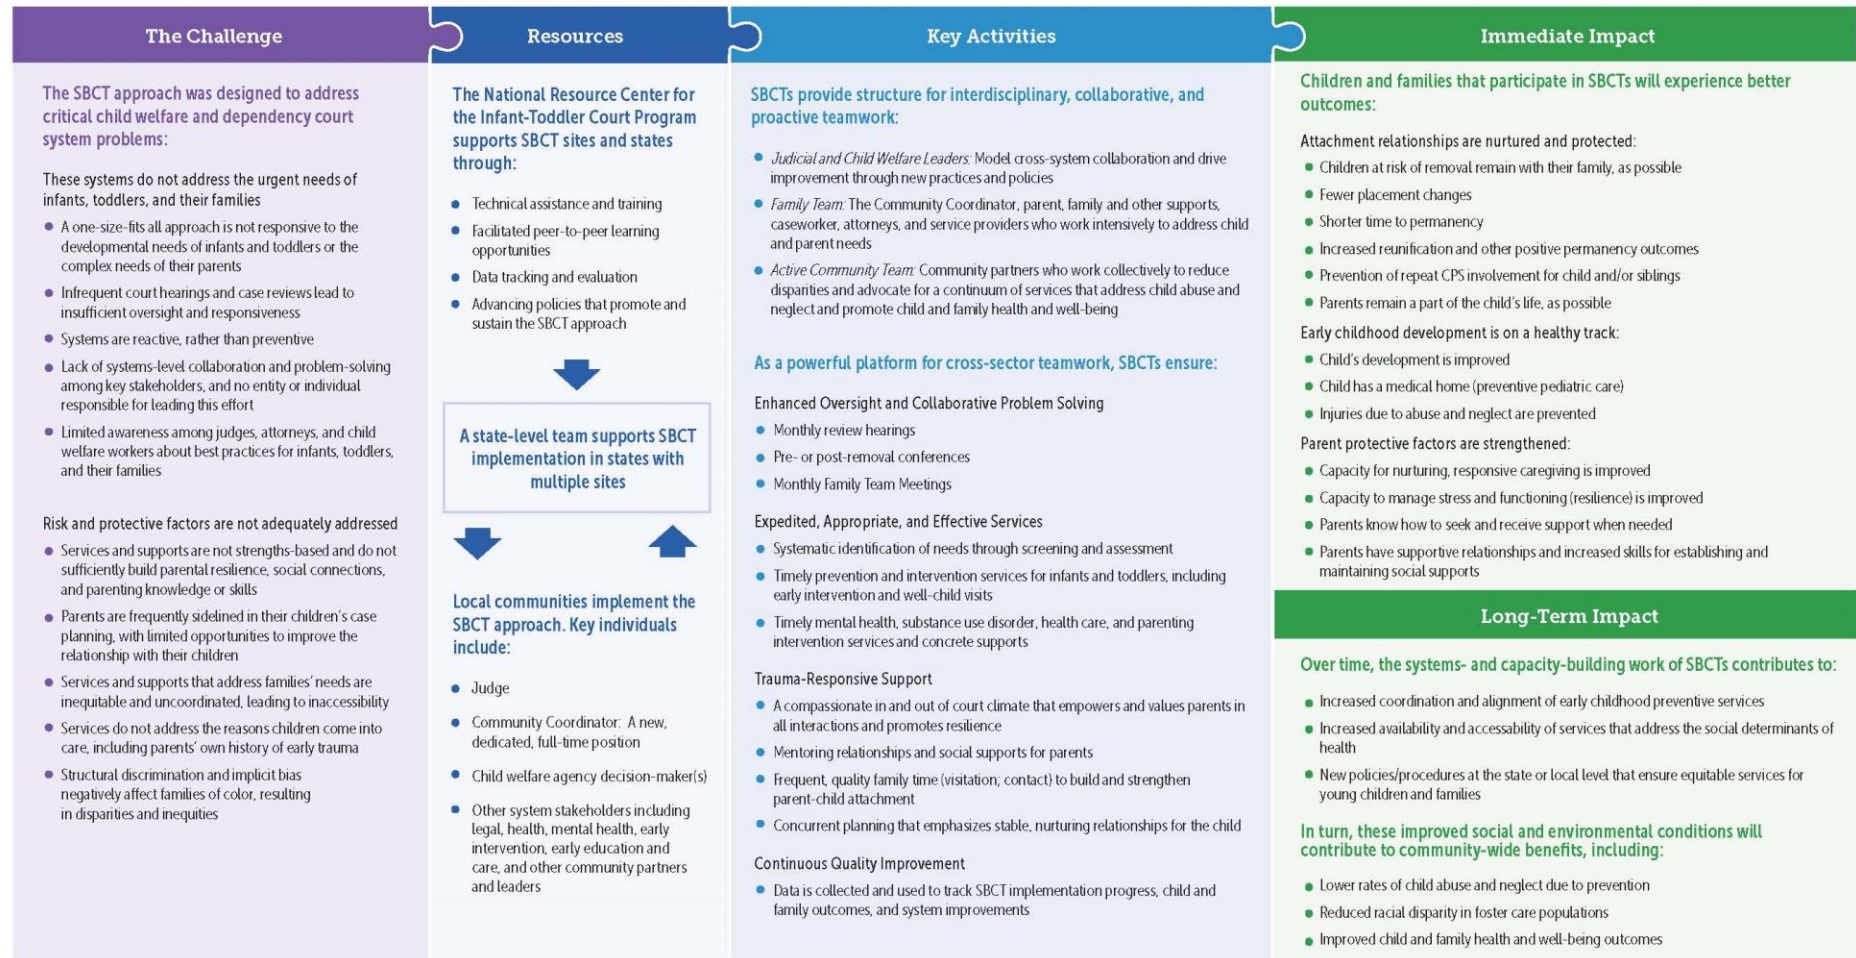 The Challenge
The SBCT approach was designed to address
critical child welfare and dependency court
system problems:
These systems do not address the urgent needs of
infants, toddlers, and their families
A one-size-fits all approach is not responsive to the
developmental needs of infants and toddlers or the
complex needs of their parents
Infrequent court hearings and case reviews lead to
insufficient oversight and responsiveness
Systems are reactive, rather than preventive
Lack of systems-level collaboration and problem-solving
among key stakeholders, and no entity or individual
responsible for leading this effort
Limited awareness among judges, attorneys, and child
welfare workers about best practices for infants, toddlers,
and their families
Risk and protective factors are not adequately addressed
Services and supports are not strengths-based and do not
sufficiently build parental resilience, social connections,
and parenting knowledge or skills
Parents are frequently sidelined in their children's case
planning, with limited opportunities to improve the
relationship with their children
Services and supports that address families' needs are
inequitable and uncoordinated, leading to inaccessibility
Services do not address the reasons children come into
care, including parents' own history of early trauma
Structural discrimination and implicit bias
negatively affect families of color, resulting
in disparities and inequities
Resources
The National Resource Center for
the Infant-Toddler Court Program
supports SBCT sites and states
through:
Technical assistance and training
Facilitated peer-to-peer learning
opportunities
Data tracking and evaluation
Advancing policies that promote and
sustain the SBCT approach
A state-level team supports SBCT
implementation in states with
multiple sites
Local communities implement the
SBCT approach. Key individuals
include:
Judge
Community Coordinator: A new,
dedicated, full-time position
Child welfare agency decision-maker(s)
Other system stakeholders including
legal, health, mental health, early
intervention, early education and
care, and other community partners
and leaders
Key Activities
SBCTs provide structure for interdisciplinary, collaborative, and
proactive teamwork:
Judicial and Child Welfare Leaders: Model cross-system collaboration and drive
improvement through new practices and policies
Family Team: The Community Coordinator, parent, family and other supports,
caseworker, attorneys, and service providers who work intensively to address child
and parent needs
Active Community Team: Community partners who work collectively to reduce
disparities and advocate for a continuum of services that address child abuse and
neglect and promote child and family health and well-being
As a powerful platform for cross-sector teamwork, SBCTs ensure:
Enhanced Oversight and Collaborative Problem Solving
Monthly review hearings
Pre- or post-removal conferences
Monthly Family Team Meetings
Expedited, Appropriate, and Effective Services
Systematic identification of needs through screening and assessment
Timely prevention and intervention services for infants and toddlers, including
early intervention and well-child visits
Timely mental health, substance use disorder, health care, and parenting
intervention services and concrete supports
Trauma-Responsive Support
A compassionate in and out of court climate that empowers and values parents in
all interactions and promotes resilience
Mentoring relationships and social supports for parents
Frequent, quality family time (visitation; contact) to build and strengthen
parent-child attachment
Concurrent planning that emphasizes stable, nurturing relationships for the child
Continuous Quality Improvement
Data is collected and used to track SBCT implementation progress, child and
family outcomes, and system improvements
Immediate Impact
Children and families that participate in SBCTs will experience better
outcomes:
Attachment relationships are nurtured and protected:
Children at risk of removal remain with their family, as possible
Fewer placement changes
Shorter time to permanency
Increased reunification and other positive permanency outcomes
Prevention of repeat CPS involvement for child and/or siblings
Parents remain a part of the child's life, as possible
Early childhood development is on a healthy track:
Child's development is improved
Child has a medical home (preventive pediatric care)
Injuries due to abuse and neglect are prevented
Parent protective factors are strengthened:
Capacity for nurturing, responsive caregiving is improved
Capacity to manage stress and functioning (resilience) is improved
Parents know how to seek and receive support when needed
Parents have supportive relationships and increased skills for establishing and
maintaining social supports
Long-Term Impact
Over time, the systems- and capacity-building work of SBCTs contributes to:
Increased coordination and alignment of early childhood preventive services
Increased availability and accessability of services that address the social determinants of
health
New policies/procedures at the state or local level that ensure equitable services for
young children and families
In turn, these improved social and environmental conditions will
contribute to community-wide benefits, including:
Lower rates of child abuse and neglect due to prevention
Reduced racial disparity in foster care populations
Improved child and family health and well-being outcomes